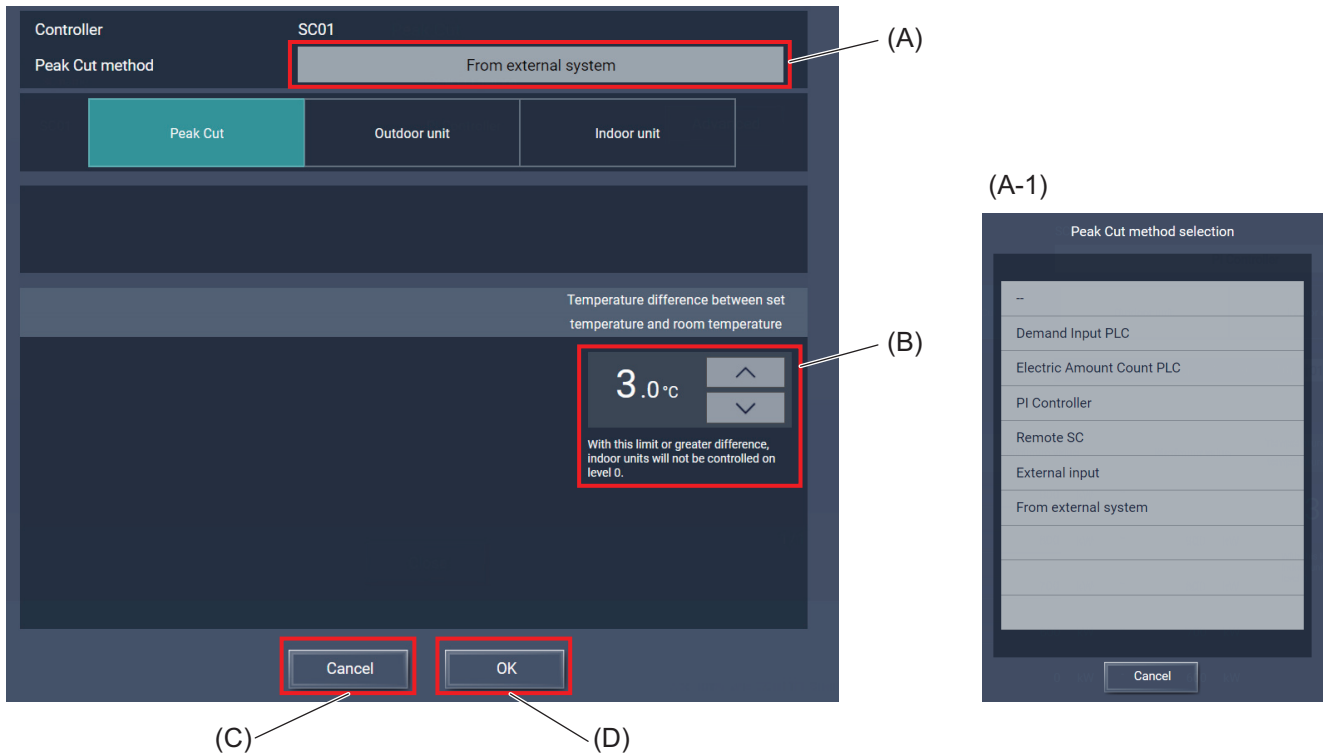 Controller SC01
Peak Cut method From external system
(A)
Peak Cut Outdoor unit Indoor unit
Temperature difference between set
temperature and room temperature
(B)
3.0°C
With this limit or greater difference,
indoor units will not be controlled on
level 0.
Cancel OK
(C) (D)
(A-1)
Peak Cut method selection
--
Demand Input PLC
Electric Amount Count PLC
PI Controller
Remote SC
External input
From external system
Cancel